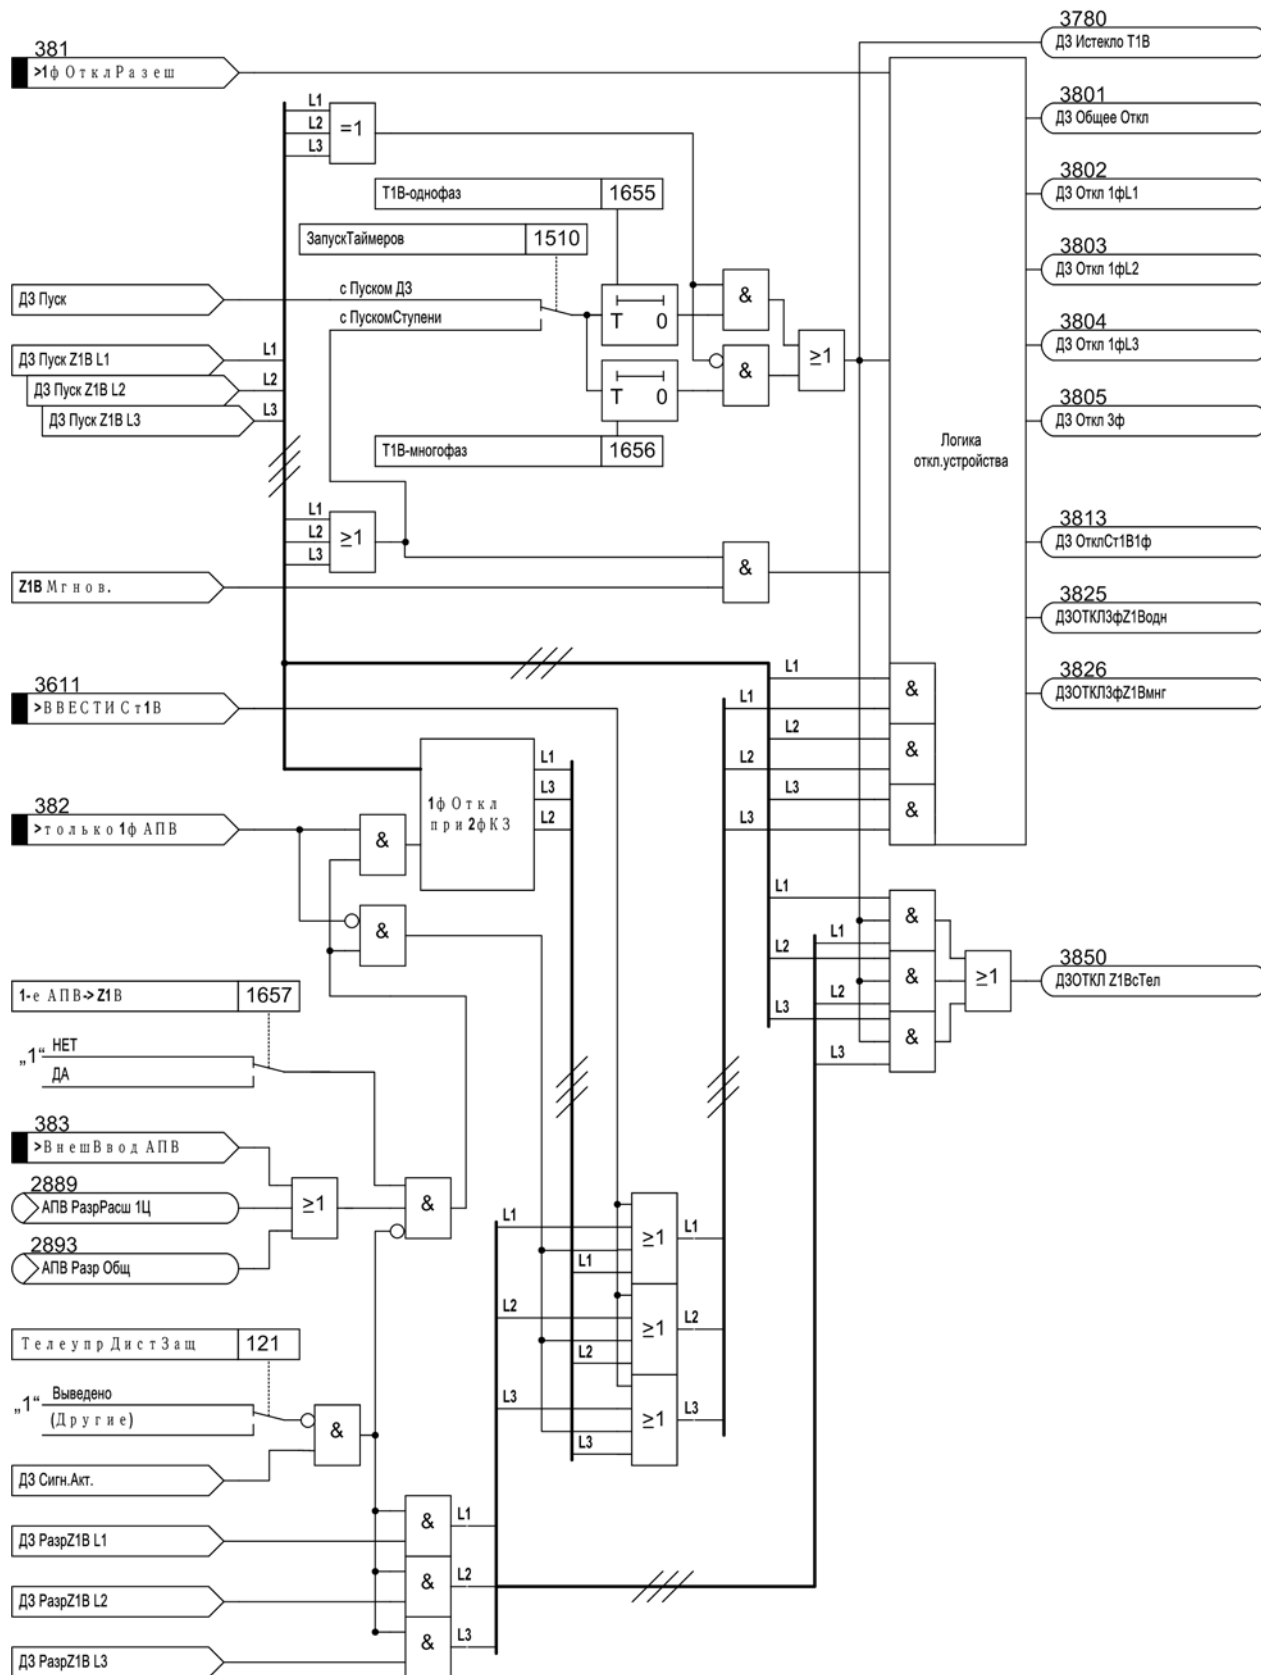 3780
ДЗ Истекло Т1В
381
>1ф ОтклРазеш
3801
ДЗ Общее Откл
L1
L2
L3
=1
3802
ДЗ Откл 1фL1
Т1В-однофаз 1655
ЗапускТаймеров 1510
3803
ДЗ Откл 1фL2
ДЗ Пуск
с Пуском ДЗ
с ПускомСтупени
T 0
&
3804
ДЗ Откл 1фL3
ДЗ Пуск Z1B L1
L1
ДЗ Пуск Z1B L2
L2
ДЗ Пуск Z1B L3
L3
T 0
&
≥1
3805
ДЗ Откл 3ф
Т1В-многофаз 1656
Логика
откл.устройства
L1
L2
L3
≥1
3813
ДЗ ОтклСт1В1ф
Z1B Мгнов.
&
3825
ДЗОТКЛ3фZ1Водн
3611
>ВВЕСТИ Ст1В
L1
L1
L2
L2
L3
L3
&
&
&
3826
ДЗОТКЛ3фZ1Вмнг
382
>только 1ф АПВ
&
1ф Откл
при 2фКЗ
L1
L3
L2
&
L1
L1
L2
L2
L3
L3
&
&
&
≥1
3850
ДЗОТКЛ Z1ВсТел
1-е АПВ-> Z1B 1657
„1“
НЕТ
ДА
383
>ВнешВвод АПВ
2889
АПВ РазрРасш 1Ц
2893
АПВ Разр Общ
≥1
&
L1
L1
≥1
L1
L2
L2
≥1
L2
L3
L3
≥1
L3
ТелеупрДистЗащ 121
„1“
Выведено
(Другие)
&
ДЗ Сигн.Акт.
ДЗ РазрZ1B L1
&
L1
ДЗ РазрZ1B L2
&
L2
ДЗ РазрZ1B L3
&
L3